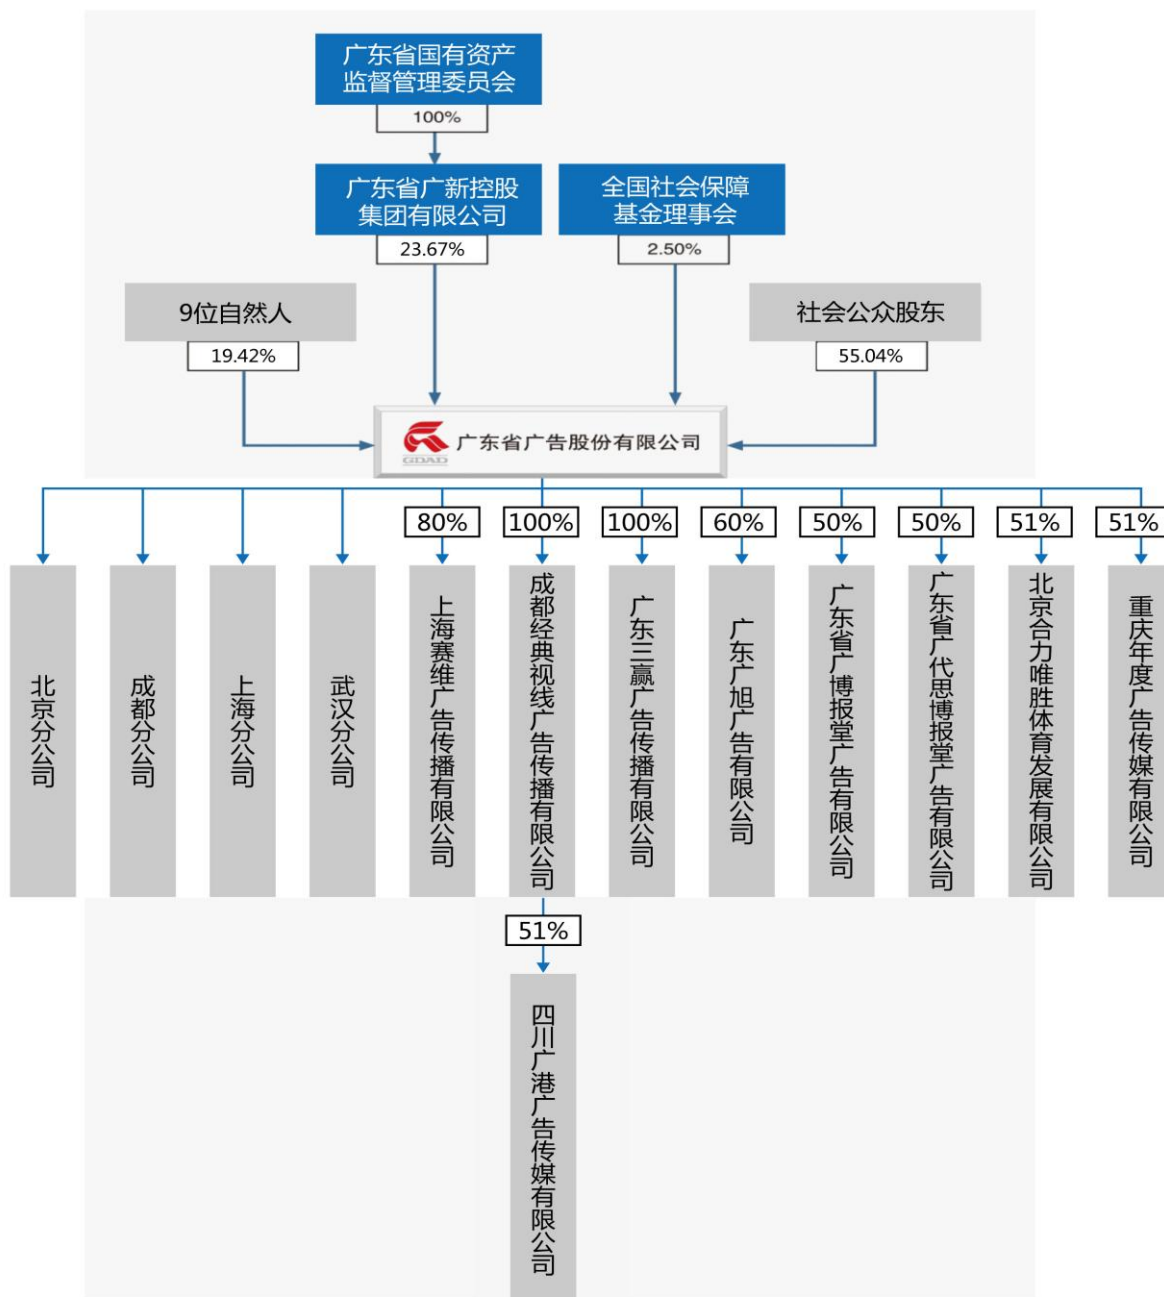 广东省国有资产
监督管理委员会
100%
广东省广新控股
集团有限公司
23.67%
全国社会保障
基金理事会
2.50%
9位自然人
19.42%
社会公众股东
55.04%
GDAD
广东省广告股份有限公司
80%
100%
100%
60%
50%
50%
51%
51%
北京分公司
成都分公司
上海分公司
武汉分公司
上海赛维广告传播有限公司
成都经典视线广告传播有限公司
广东三赢广告传播有限公司
广东广旭广告有限公司
广东省广博报堂广告有限公司
广东省广代思博报堂广告有限公司
北京合力唯胜体育发展有限公司
重庆年度广告传媒有限公司
51%
四川广港广告传媒有限公司